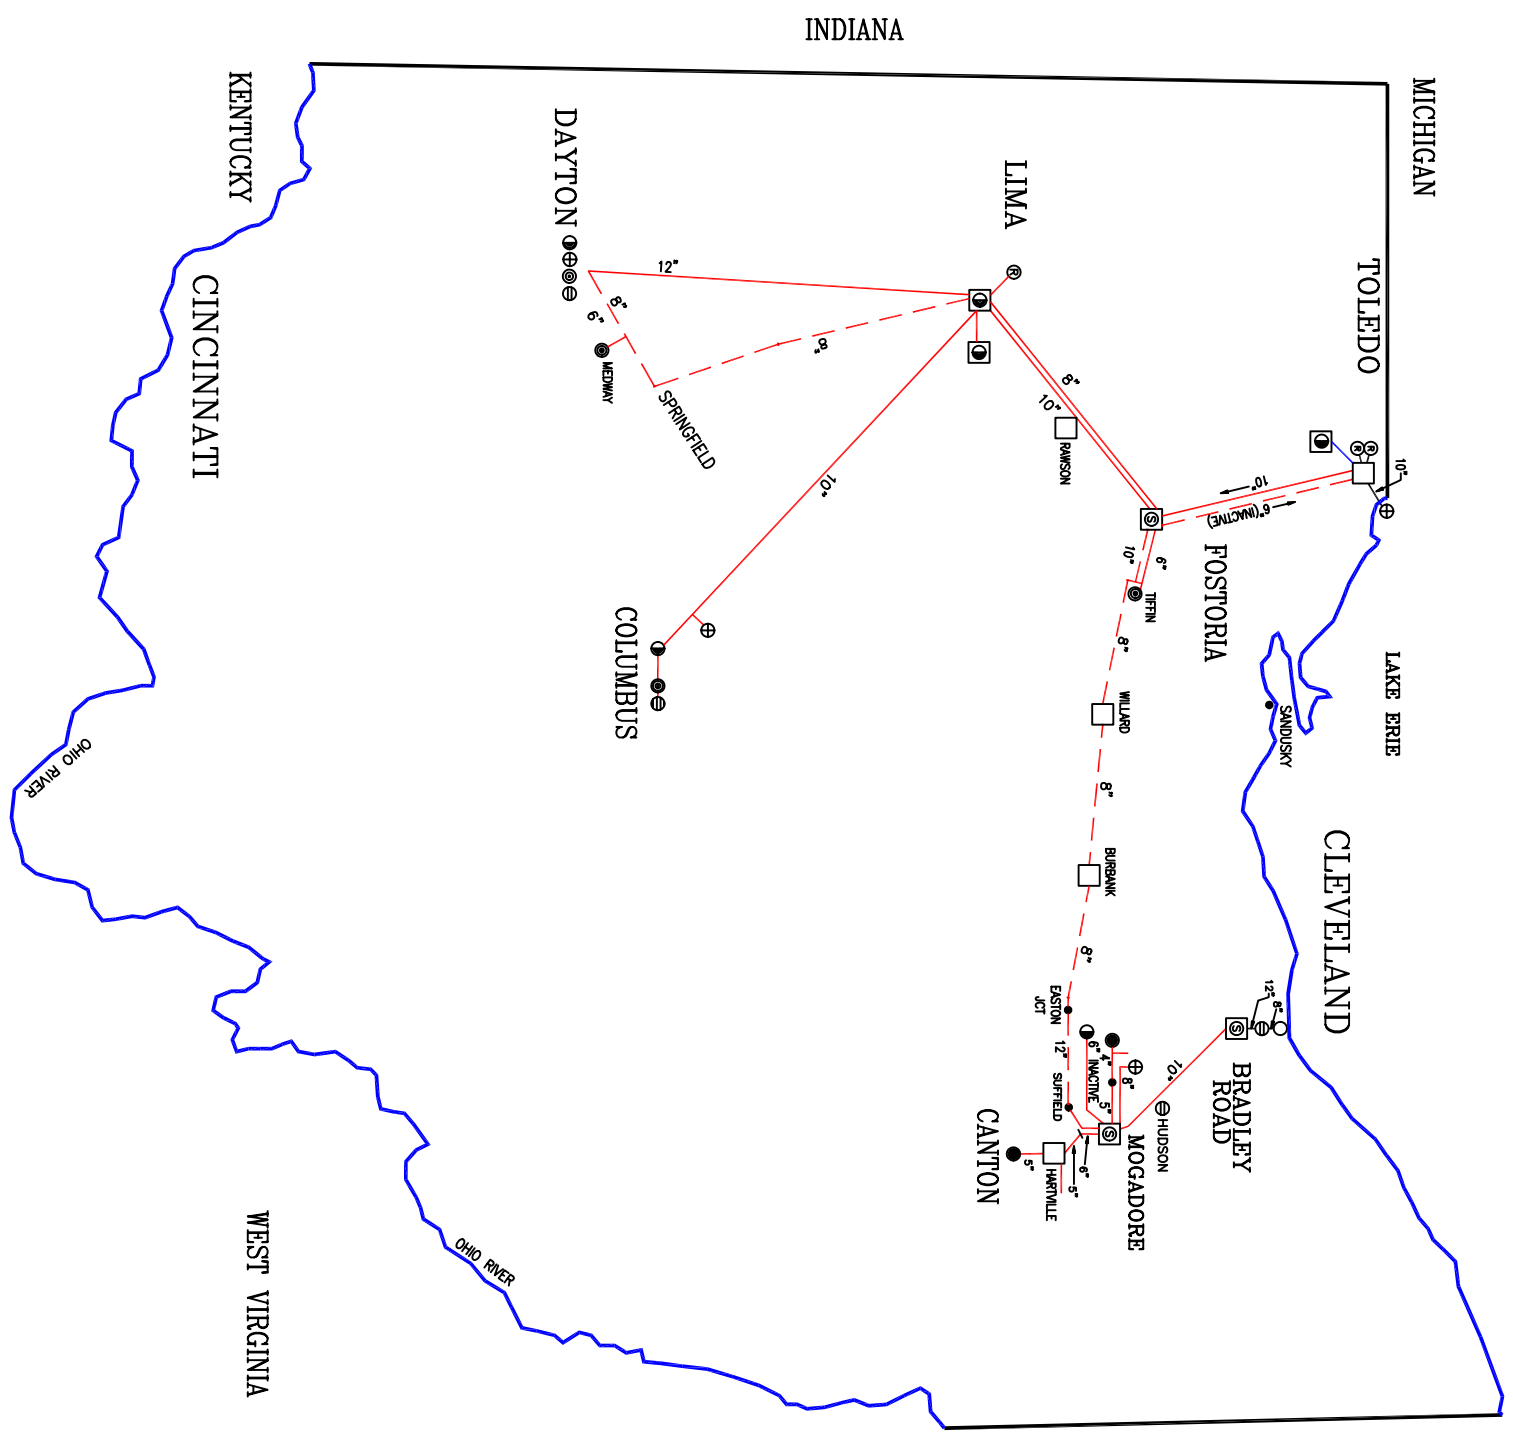 INDIANA
MICHIGAN
KENTUCKY
DAYTON
LIMA
TOLEDO
CINCINNATI
12"
8"
6"
MEDWAY
8"
SPRINGFIELD
8"
10"
RAWSON
R
R
R
10"
10"
6"(INACTIVE)
S
FOSTORIA
10"
6"
TIFFIN
10"
COLUMBUS
8"
WILLARD
LAKE ERIE
SANDUSKY
OHIO RIVER
8"
BURBANK
CLEVELAND
8"
EASTON
JCT
12"
SUFFIELD
6"
INACTIVE
4"
5"
8"
12"
8"
S
BRADLEY
ROAD
10"
HUDSON
S
MOGADORE
CANTON
5"
HARTVILLE
6"
5"
OHIO RIVER
WEST VIRGINIA